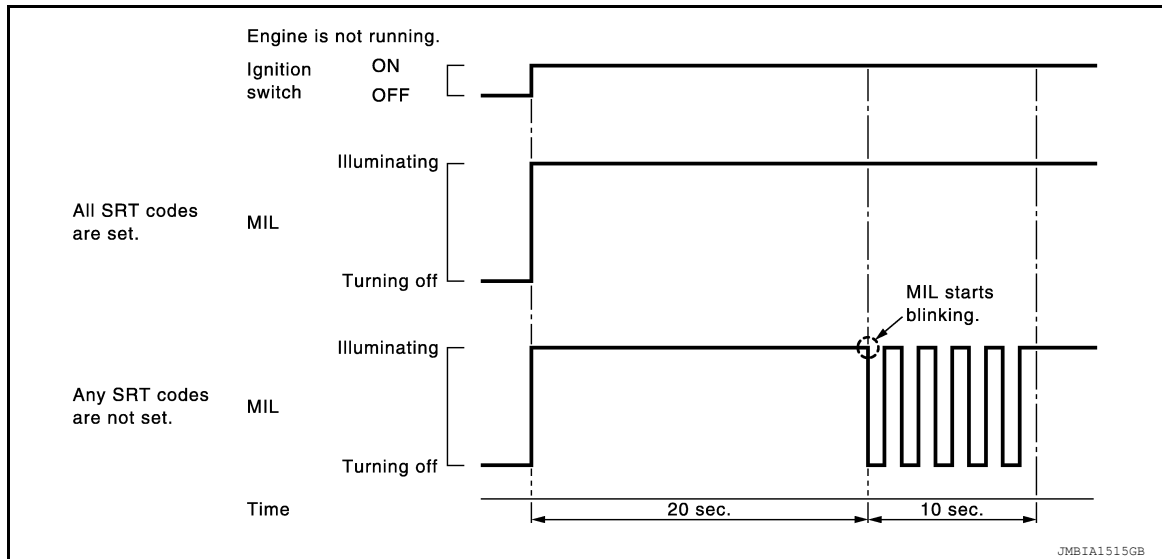 Engine is not running.
Ignition
switch
ON
OFF
Illuminating
All SRT codes
are set.
MIL
Turning off
MIL starts
blinking.
Illuminating
Any SRT codes
are not set.
MIL
Turning off
Time
20 sec.
10 sec.
JMBIA1515GB